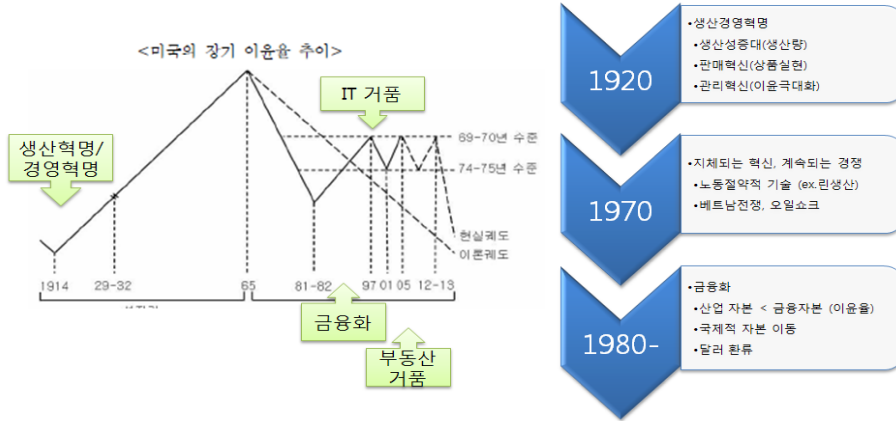 <미국의 장기 이윤율 추이>
IT 거품
생산혁명/
경영혁명
69-70년 수준
74-75년 수준
현실궤도
이론궤도
1914
29-32
65
81-82
97
01
05
12-13
금융화
부동산
거품
1920
•생산경영혁명
•생산성증대(생산량)
•판매혁신(상품실현)
•관리혁신(이윤극대화)
1970
•지체되는 혁신, 계속되는 경쟁
•노동절약적 기술 (ex.린생산)
•베트남전쟁, 오일쇼크
1980-
•금융화
•산업 자본 < 금융자본 (이윤율)
•국제적 자본 이동
•달러 환류